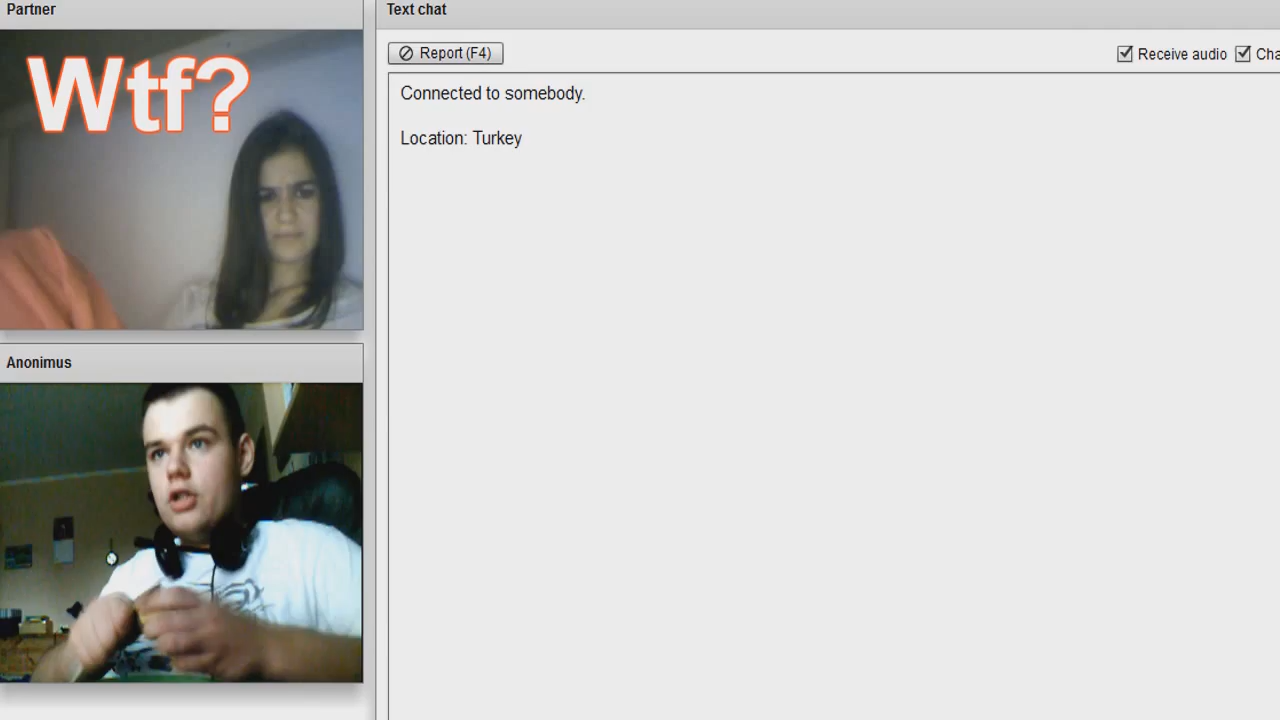 Partner
Wtf?
Anonimus
Text chat
Report (F4)
Receive audio
Cha
Connected to somebody.
Location: Turkey